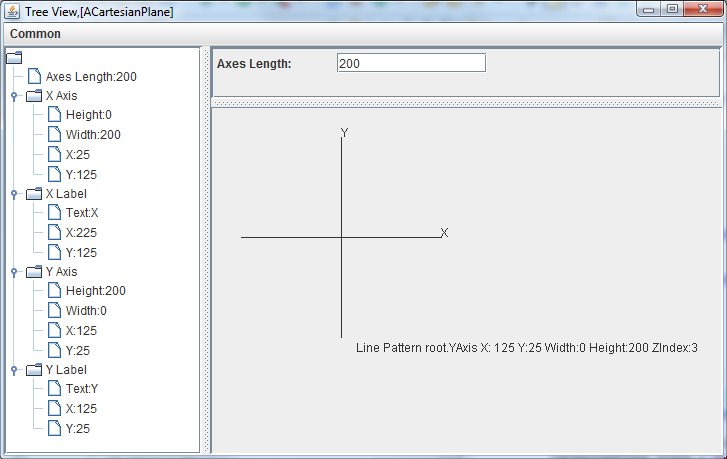 Tree View,[ACartesianPlane]
Common
Axes Length:200
X Axis
Height:0
Width:200
X:25
Y:125
X Label
Text:X
X:225
Y:125
Y Axis
Height:200
Width:0
X:125
Y:25
Y Label
Text:Y
X:125
Y:25
Axes Length: 200
Y
X
Line Pattern root.YAxis X: 125 Y:25 Width:0 Height:200 ZIndex:3